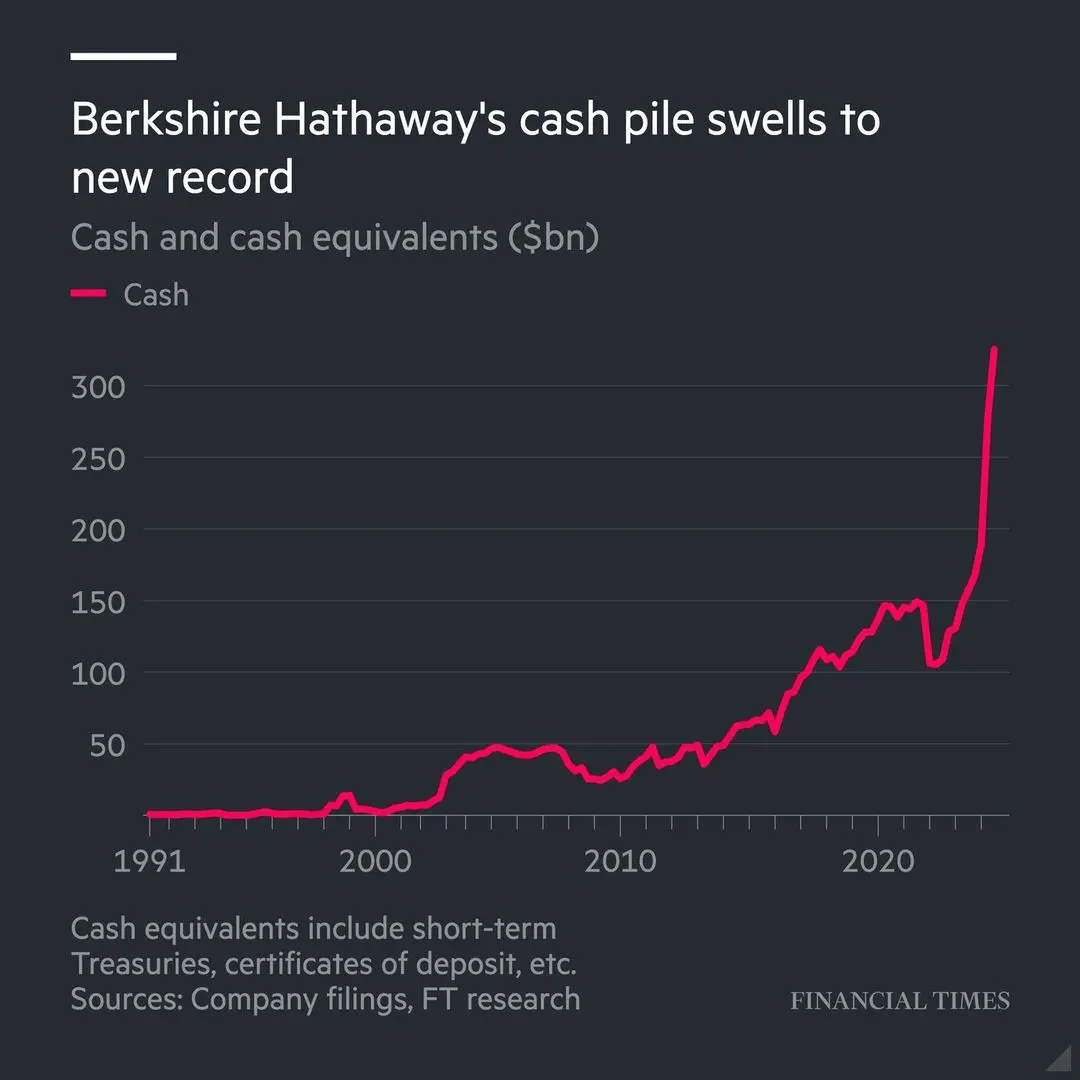 Berkshire Hathaway's cash pile swells to
new record
Cash and cash equivalents ($bn)
Cash
300
250
200
150
100
50
1991 2000 2010 2020
Cash equivalents include short-term
Treasuries, certificates of deposit, etc.
Sources: Company filings, FT research
FINANCIAL TIMES